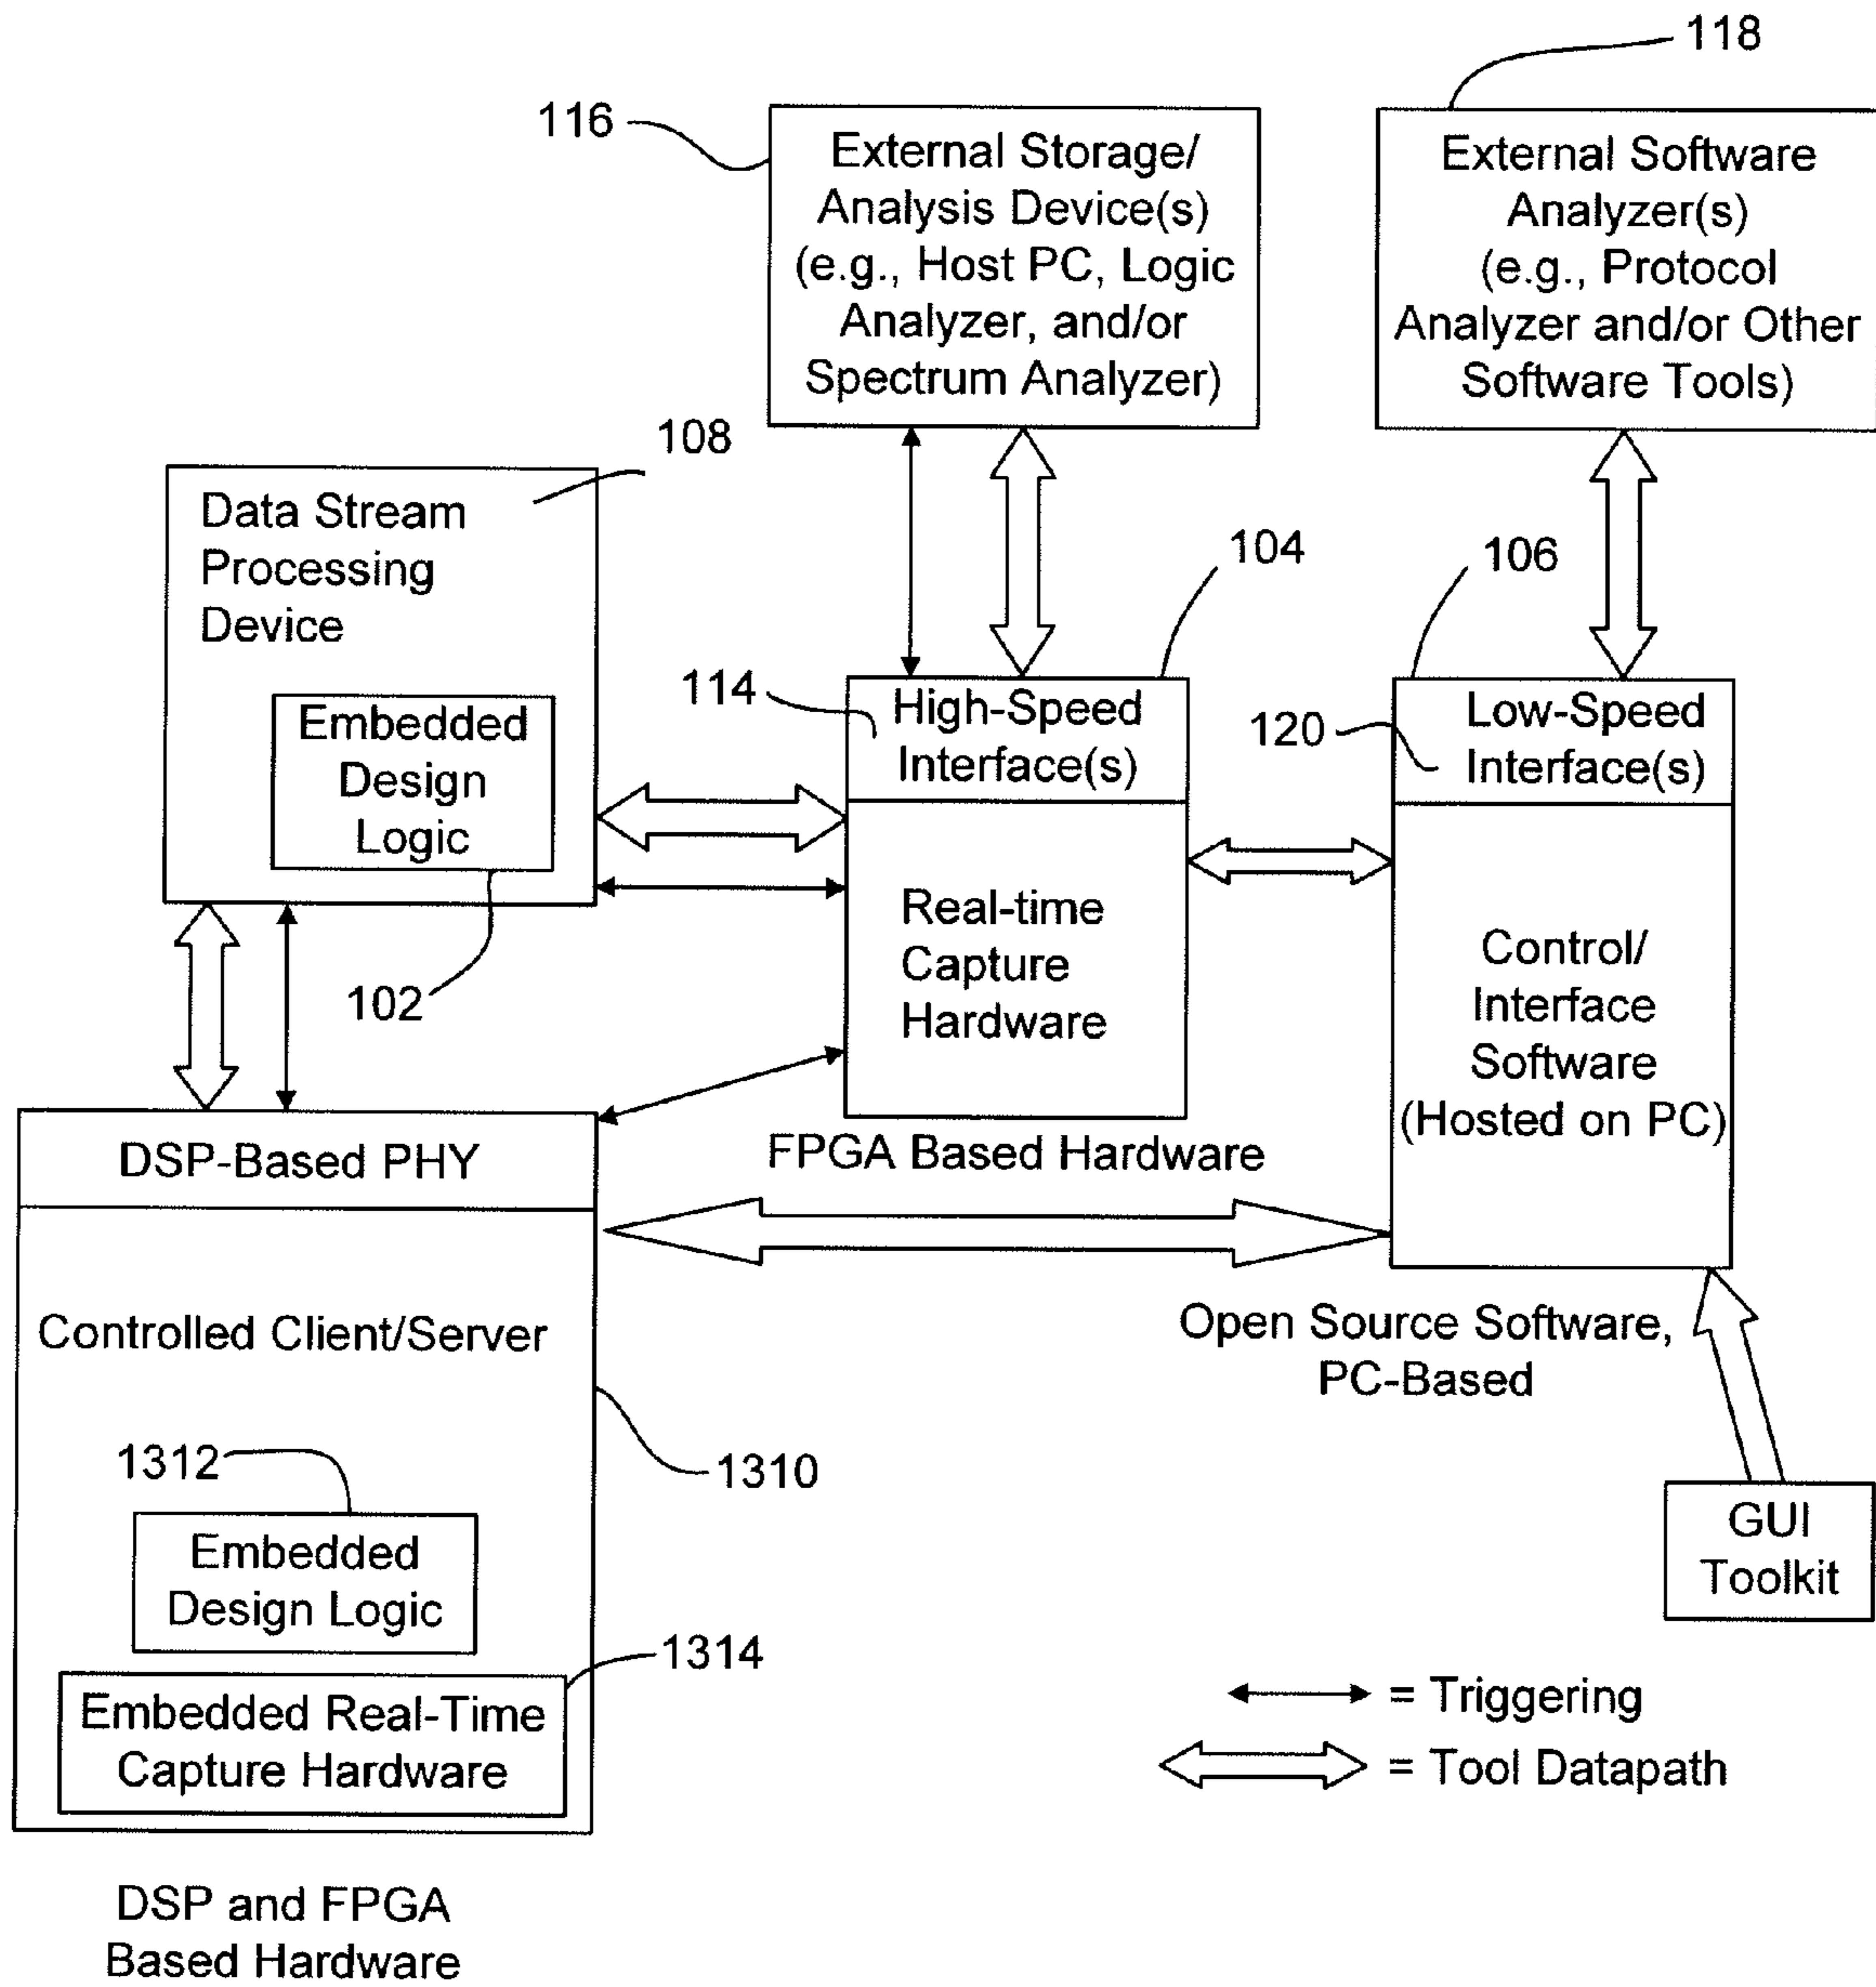 118
116
External Storage/
Analysis Device(s)
(e.g., Host PC, Logic
Analyzer, and/or
Spectrum Analyzer)
External Software
Analyzer(s)
(e.g., Protocol
Analyzer and/or Other
Software Tools)
108
Data Stream
Processing
Device
Embedded
Design
Logic
102
104
114
High-Speed
Interface(s)
Real-time
Capture
Hardware
FPGA Based Hardware
106
120
Low-Speed
Interface(s)
Control/
Interface
Software
(Hosted on PC)
Open Source Software,
PC-Based
GUI
Toolkit
DSP-Based PHY
Controlled Client/Server
1310
1312
Embedded
Design Logic
1314
Embedded Real-Time
Capture Hardware
DSP and FPGA
Based Hardware
= Triggering
= Tool Datapath